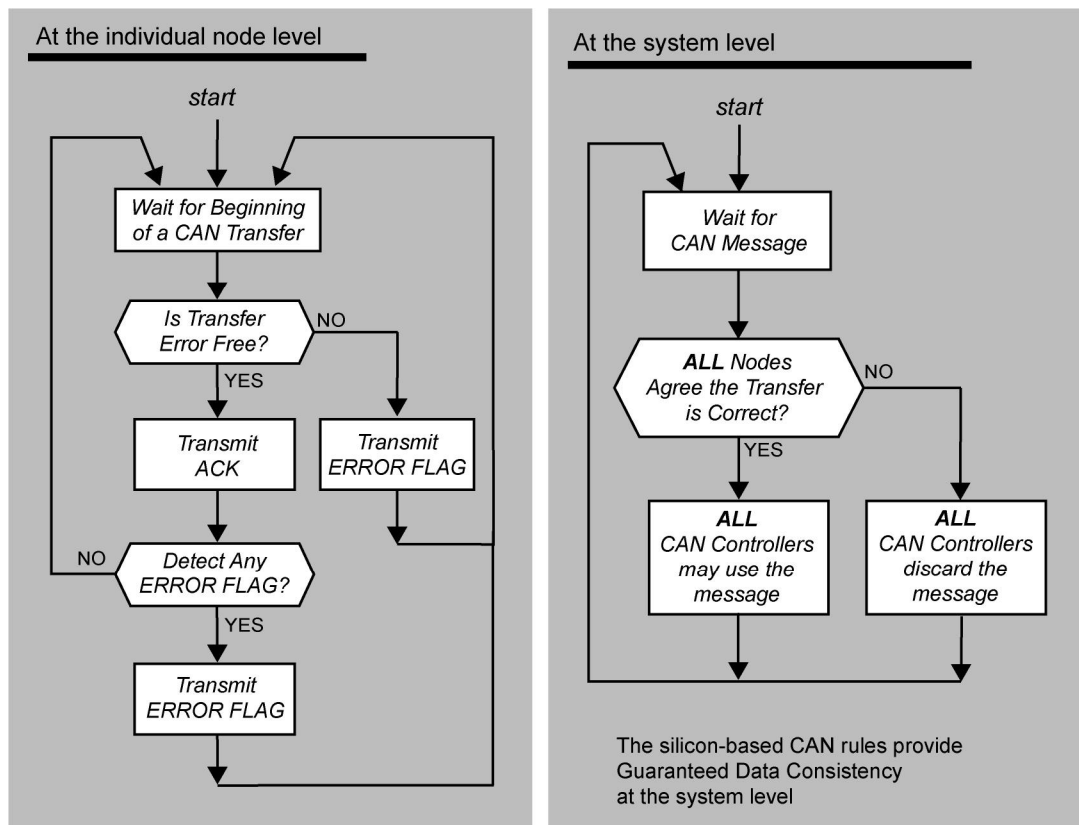 At the individual node level
start
Wait for Beginning
of a CAN Transfer
Is Transfer
Error Free?
NO
YES
Transmit
ACK
Transmit
ERROR FLAG
NO
Detect Any
ERROR FLAG?
YES
Transmit
ERROR FLAG
At the system level
start
Wait for
CAN Message
ALL Nodes
Agree the Transfer
is Correct?
NO
YES
ALL
CAN Controllers
may use the
message
ALL
CAN Controllers
discard the
message
The silicon-based CAN rules provide
Guaranteed Data Consistency
at the system level